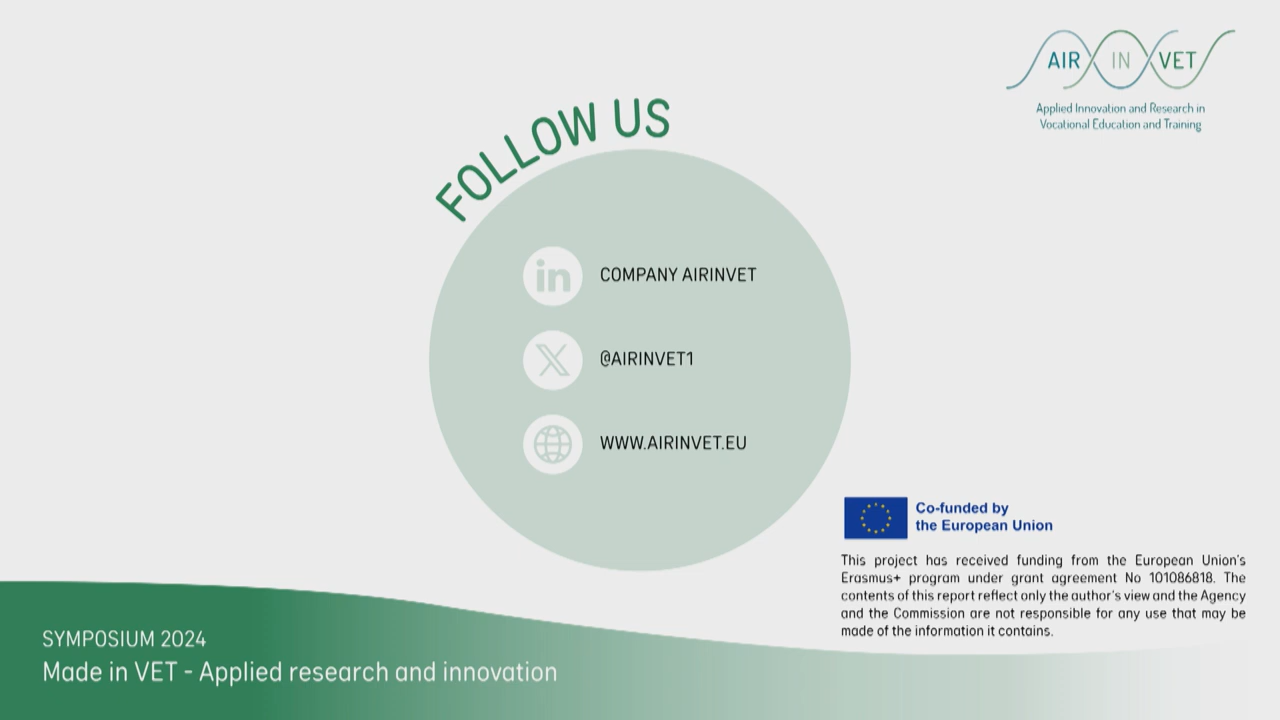 AIR IN VET
Applied Innovation and Research in
Vocational Education and Training
FOLLOW US
in COMPANY AIRINVET
X @AIRINVET1
WWW.AIRINVET.EU
Co-funded by
the European Union
This project has received funding from the European Union's
Erasmus+ program under grant agreement No 101086818. The
contents of this report reflect only the author's view and the Agency
and the Commission are not responsible for any use that may be
made of the information it contains.
SYMPOSIUM 2024
Made in VET - Applied research and innovation